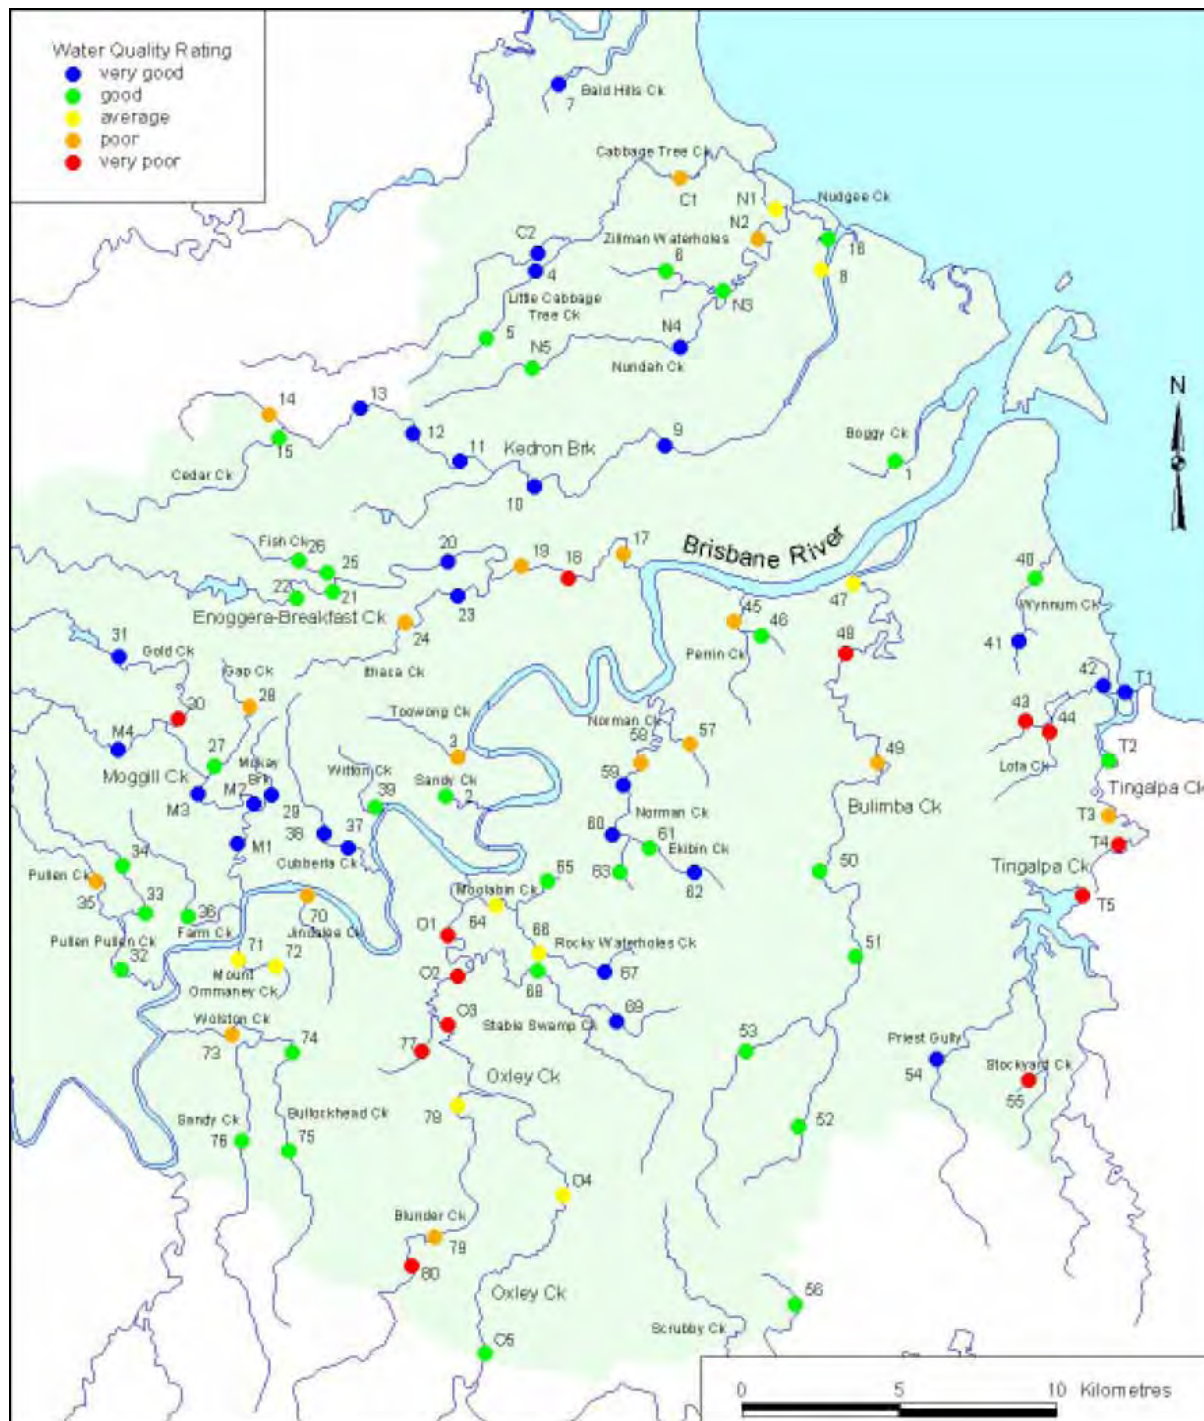 Water Quality Rating
very good
good
average
poor
very poor
7
Bald Hills Ck
Cabbage Tree Ck
C1
N1
Nudgee Ck
N2
C2
Zillman Waterholes
16
6
4
8
Little Cabbage
Tree Ck
N3
5
N4
N5
Nundah Ck
N
13
14
12
9
15
11
Kedron Brk
Boggy Ck
1
Cedar Ck
10
Brisbane River
17
Fish Ck
26
25
20
19
18
40
22
21
23
47
Wynnum Ck
Enoggera-Breakfast Ck
45
46
24
48
41
31
Gold Ck
Perrin Ck
Gap Ck
Ithaca Ck
42
T1
30
28
Toowong Ck
Norman Ck
43
44
M4
58
57
T2
27
3
49
Lota Ck
Moggill Ck
McKay
Brk
Witton Ck
Sandy Ck
59
Tingalpa Ck
M2
39
2
Norman Ck
Bulimba Ck
M3
29
T3
38
37
60
61
T4
M1
Ekibin Ck
34
Cubberla Ck
65
63
62
50
Tingalpa Ck
Pullen Ck
Moolabin Ck
35
33
36
70
64
T5
Farm Ck
Jindalee Ck
O1
66
Pullen Pullen Ck
71
72
Rocky Waterholes Ck
51
32
Mount
Ommaney Ck
O2
68
67
Wolston Ck
O3
69
Stable Swamp Ck
73
74
77
53
Priest Gully
54
Stockyard Ck
Oxley Ck
55
Bullockhead Ck
78
Sandy Ck
76
75
52
O4
Blunder Ck
79
80
Oxley Ck
56
Scrubby Ck
O5
0
5
10
Kilometres